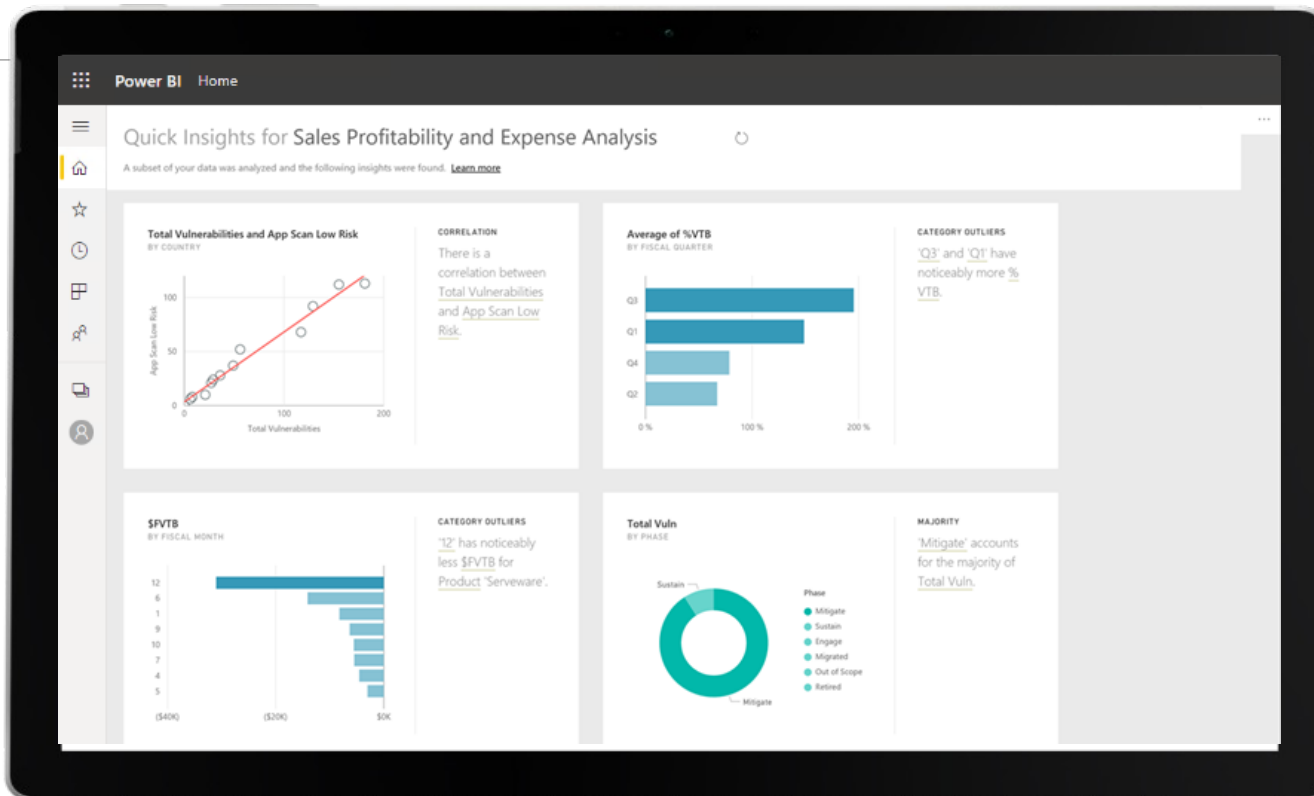 Power BI Home
Quick Insights for Sales Profitability and Expense Analysis
A subset of your data was analyzed and the following insights were found. Learn more
Total Vulnerabilities and App Scan Low Risk
BY COUNTRY
App Scan Low Risk
100
50
0
0 100 200
Total Vulnerabilities
CORRELATION
There is a
correlation between
Total Vulnerabilities
and App Scan Low
Risk.
Average of %VTB
BY FISCAL QUARTER
Q3
Q1
Q4
Q2
0 % 100 % 200 %
CATEGORY OUTLIERS
'Q3' and 'Q1' have
noticeably more %
VTB.
$FVTB
BY FISCAL MONTH
12
6
1
9
10
7
4
5
($40K) ($20K) $0K
CATEGORY OUTLIERS
'12' has noticeably
less $FVTB for
Product 'Serveware'.
Total Vuln
BY PHASE
Sustain
Mitigate
Phase
Mitigate
Sustain
Engage
Migrated
Out of Scope
Retired
MAJORITY
'Mitigate' accounts
for the majority of
Total Vuln.